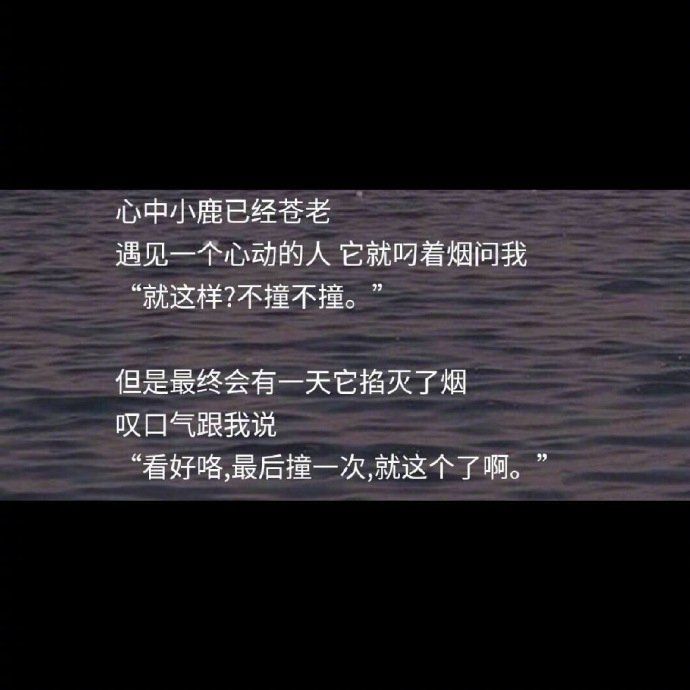 心中小鹿已经苍老
遇见一个心动的人 它就叼着烟问我
“就这样?不撞不撞。”
但是最终会有一天它掐灭了烟
叹口气跟我说
“看好咯,最后撞一次,就这个了啊。”